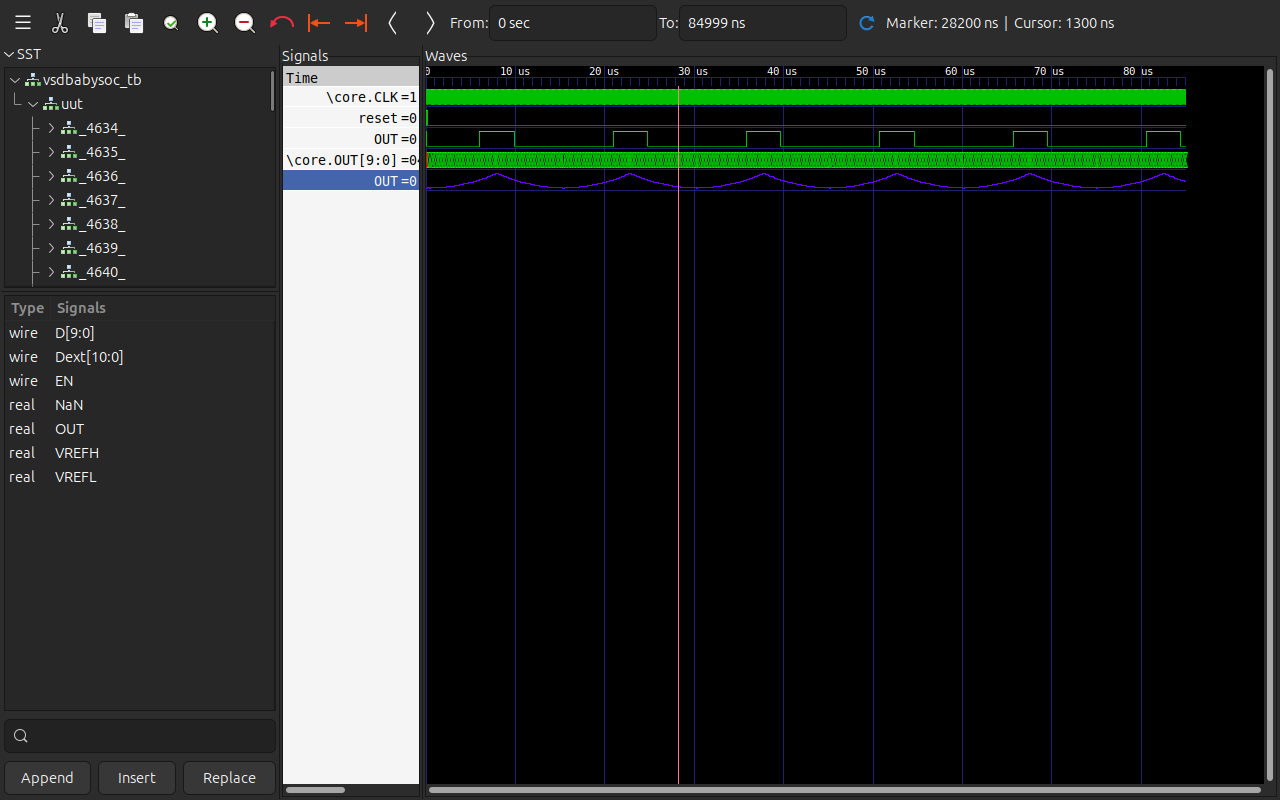 From: 0 sec To: 84999 ns Marker: 28200 ns | Cursor: 1300 ns
SST
vsdbabysoc_tb
uut
_4634_
_4635_
_4636_
_4637_
_4638_
_4639_
_4640_
Type Signals
wire D[9:0]
wire Dext[10:0]
wire EN
real NaN
real OUT
real VREFH
real VREFL
Append Insert Replace
Signals
Time
\core.CLK=1
reset=0
OUT=0
\core.OUT[9:0]=0
OUT=0
Waves
0 10 us 20 us 30 us 40 us 50 us 60 us 70 us 80 us